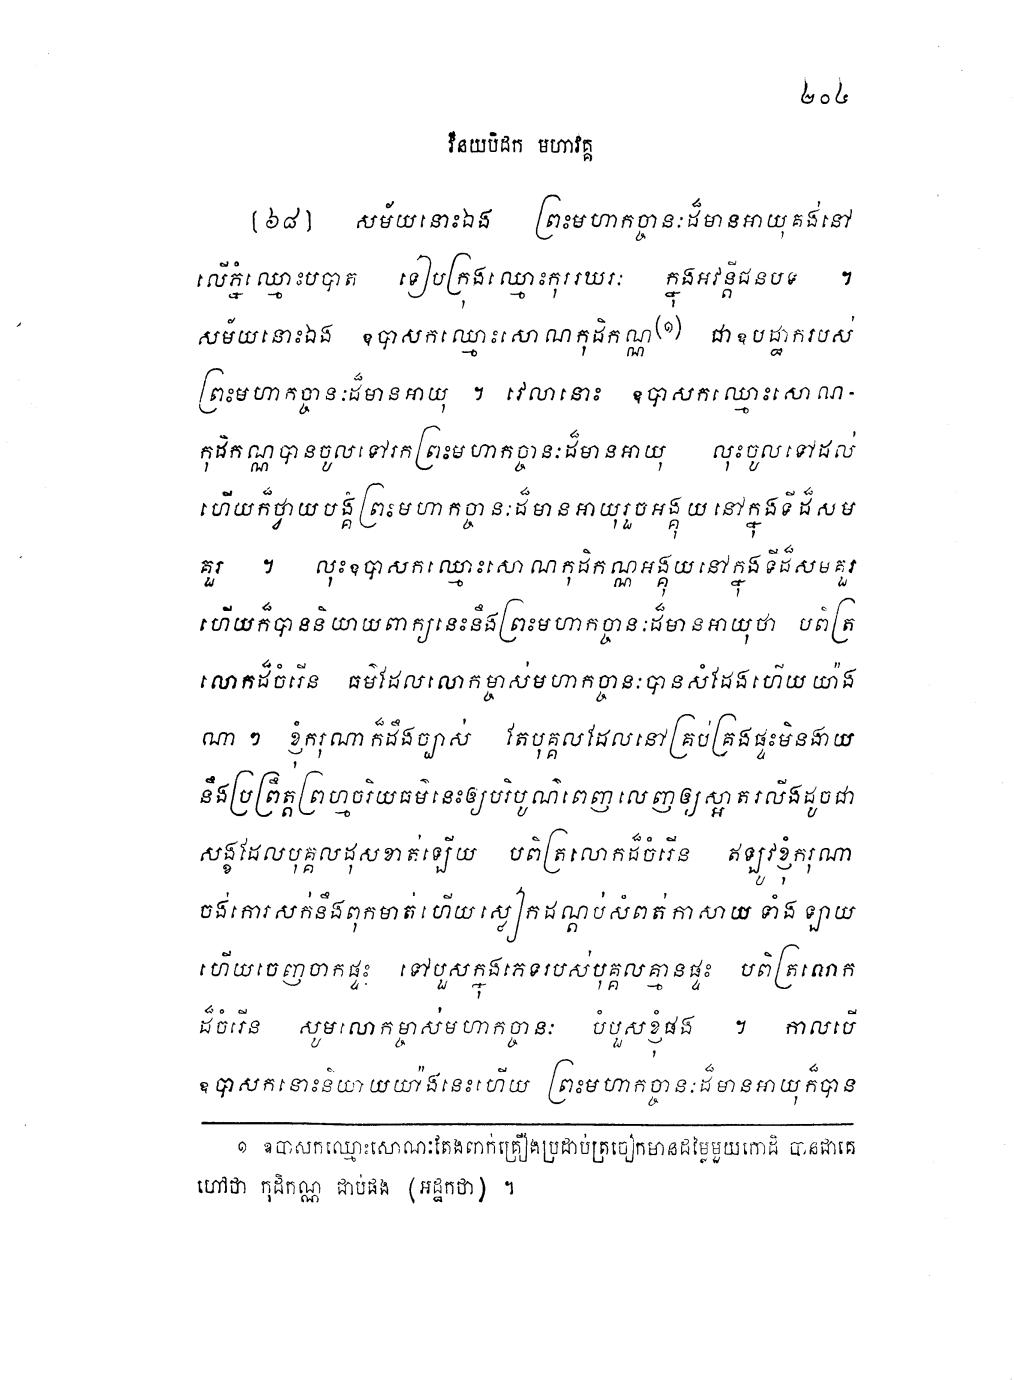 ២០៤
វិនយបិដក មហាវគ្គ
(៦៨) សម័យនោះឯង ព្រះមហាកច្ចានៈដ៏មានអាយុគង់នៅ
លើភ្នំឈ្មោះបបាត ទៀបក្រុងឈ្មោះកុររឃរៈ ក្នុងអវន្តីជនបទ ។
សម័យនោះឯង ឧបាសកឈ្មោះសោណកុដិកណ្ណ(១) ជាឧបដ្ឋាករបស់
ព្រះមហាកច្ចានៈដ៏មានអាយុ ។ វេលានោះ ឧបាសកឈ្មោះសោណ-
កុដិកណ្ណបានចូលទៅរកព្រះមហាកច្ចានៈដ៏មានអាយុ លុះចូលទៅដល់
ហើយក៏ថ្វាយបង្គំព្រះមហាកច្ចានៈដ៏មានអាយុរួចអង្គុយនៅក្នុងទីដ៏សម
គួរ ។ លុះឧបាសកឈ្មោះសោណកុដិកណ្ណអង្គុយនៅក្នុងទីដ៏សមគួរ
ហើយក៏បាននិយាយពាក្យនេះនឹងព្រះមហាកច្ចានៈដ៏មានអាយុថា បពិត្រ
លោកដ៏ចំរើន ធម៌ដែលលោកម្ចាស់មហាកច្ចានៈបានសំដែងហើយយ៉ាង
ណា ៗ ខ្ញុំករុណាក៏ដឹងច្បាស់ តែបុគ្គលដែលនៅគ្រប់គ្រងផ្ទះមិនងាយ
នឹងប្រព្រឹត្តព្រហ្មចរិយធម៌នេះឲ្យបរិបូណ៌ពេញលេញឲ្យស្អាតរលីងដូចជា
សង្ខដែលបុគ្គលដុសខាត់ឡើយ បពិត្រលោកដ៏ចំរើន ឥឡូវខ្ញុំករុណា
ចង់កោរសក់នឹងពុកមាត់ហើយស្លៀកដណ្តប់សំពត់កាសាយៈទាំងឡាយ
ហើយចេញចាកផ្ទះ ទៅបួសក្នុងភេទរបស់បុគ្គលគ្មានផ្ទះ បពិត្រលោក
ដ៏ចំរើន សូមលោកម្ចាស់មហាកច្ចានៈ បំបួសខ្ញុំផង ។ កាលបើ
ឧបាសកនោះនិយាយយ៉ាងនេះហើយ ព្រះមហាកច្ចានៈដ៏មានអាយុក៏បាន
១ ឧបាសកឈ្មោះសោណៈតែងពាក់គ្រឿងប្រដាប់ត្រចៀកមានដម្លៃមួយកោដិ បានជាគេ
ហៅថា កុដិកណ្ណ ជាប់ផង (អដ្ឋកថា) ។